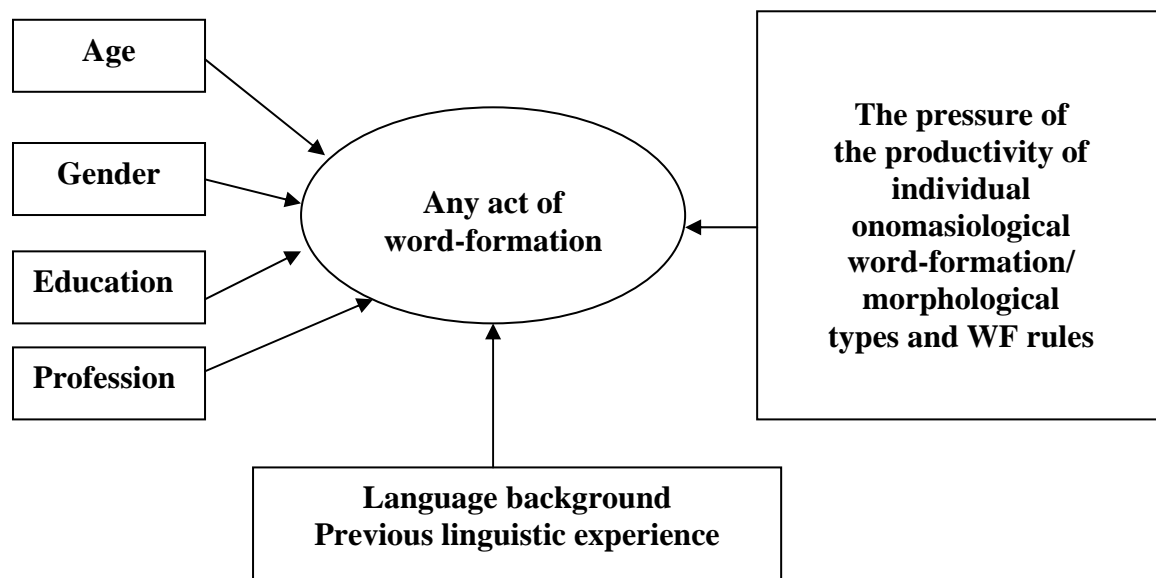 Age
Gender
Education
Profession
Any act of
word-formation
The pressure of
the productivity of
individual
onomasiological
word-formation/
morphological
types and WF rules
Language background
Previous linguistic experience